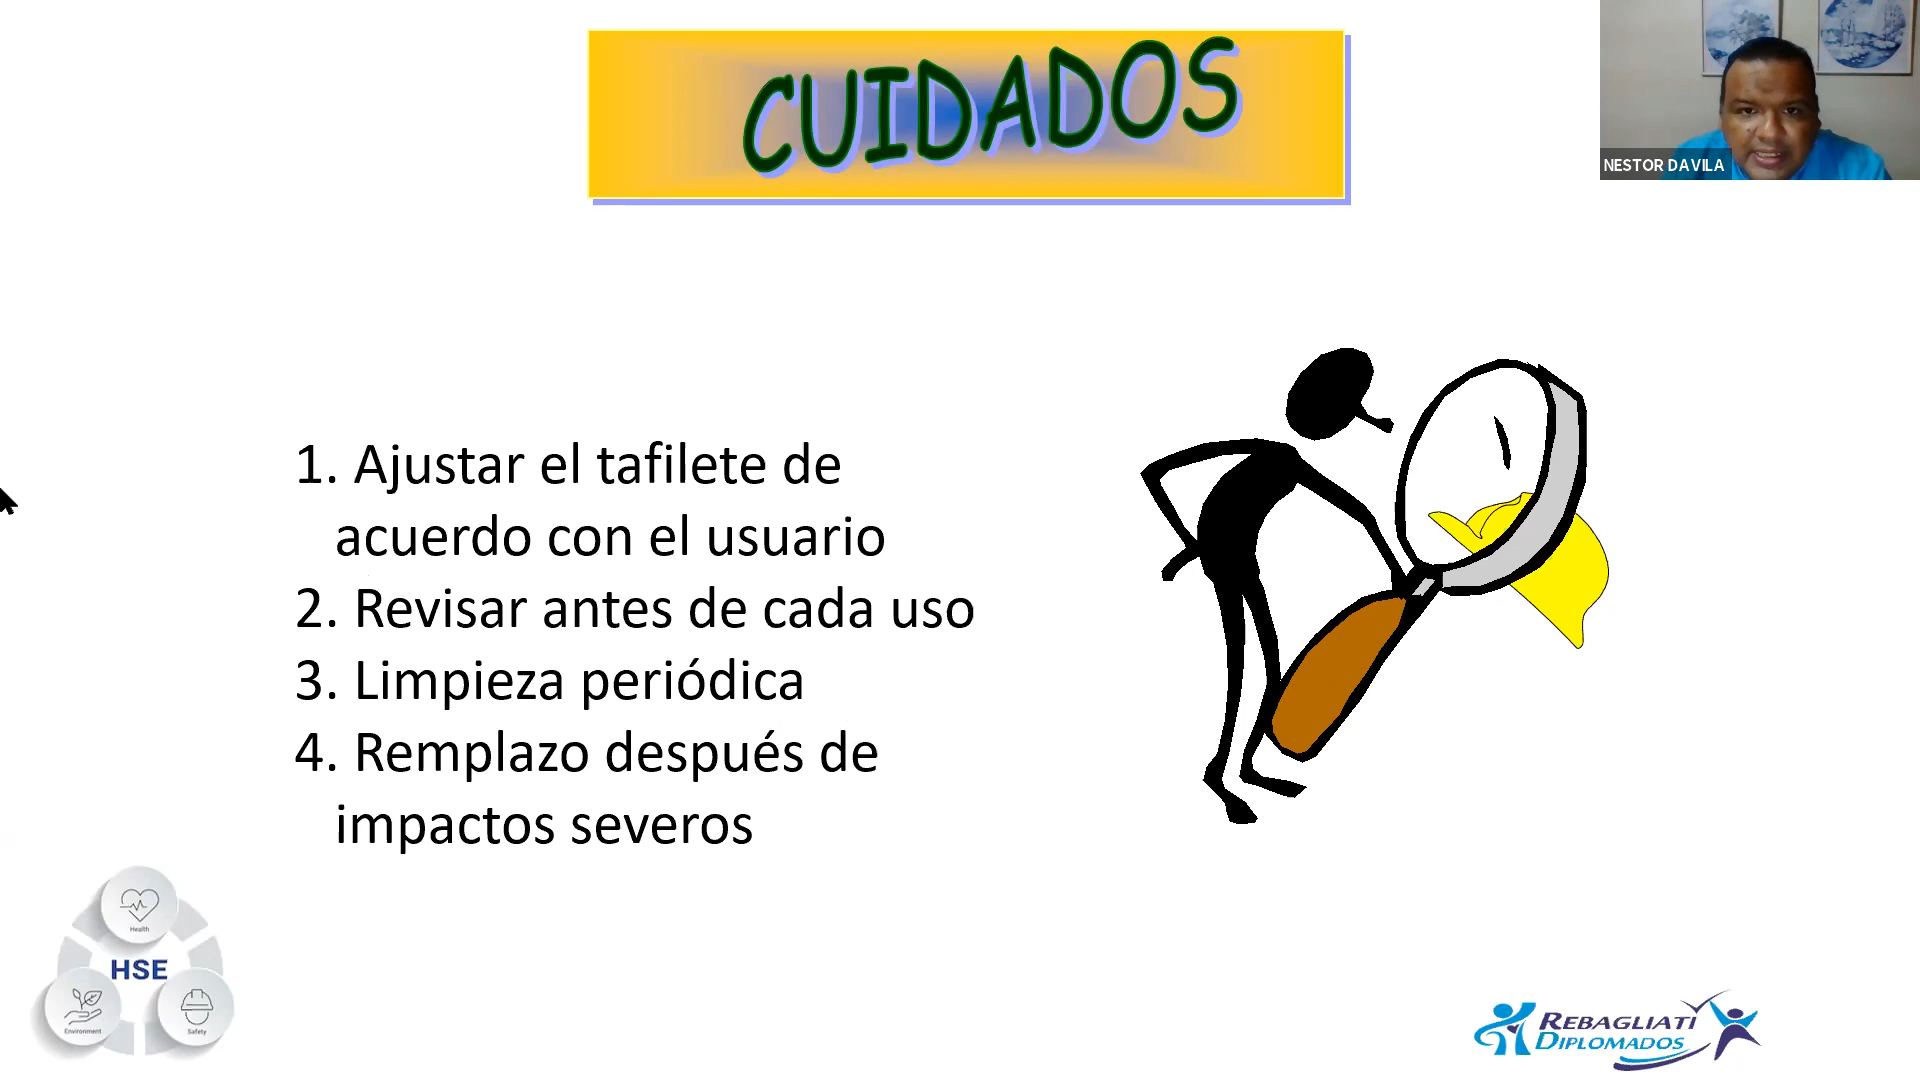 CUIDADOS
NESTOR DAVILA
1. Ajustar el tafilete de
acuerdo con el usuario
2. Revisar antes de cada uso
3. Limpieza periódica
4. Remplazo después de
impactos severos
Health
HSE
Environment
Safety
REBAGLIATI
DIPLOMADOS